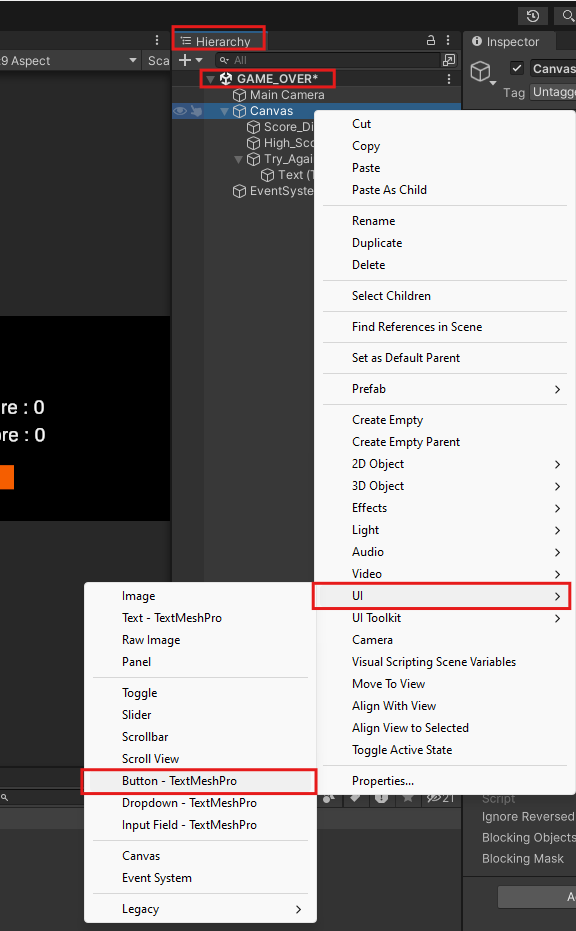 Hierarchy
Inspector
9 Aspect
Sca
All
GAME_OVER*
Canvas
Main Camera
Tag Untagge
Canvas
Score_Di
High_Sco
Try_Agai
Text (T
EventSyste
Cut
Copy
Paste
Paste As Child
Rename
Duplicate
Delete
Select Children
Find References in Scene
Set as Default Parent
Prefab
Create Empty
Create Empty Parent
2D Object
3D Object
Effects
Light
Audio
Video
UI
UI Toolkit
Camera
Visual Scripting Scene Variables
Move To View
Align With View
Align View to Selected
Toggle Active State
Properties...
re : 0
ore : 0
Image
Text - TextMeshPro
Raw Image
Panel
Toggle
Slider
Scrollbar
Scroll View
Button - TextMeshPro
Dropdown - TextMeshPro
Input Field - TextMeshPro
Canvas
Event System
Legacy
21
Script
Ignore Reversed
Blocking Objects
Blocking Mask
A